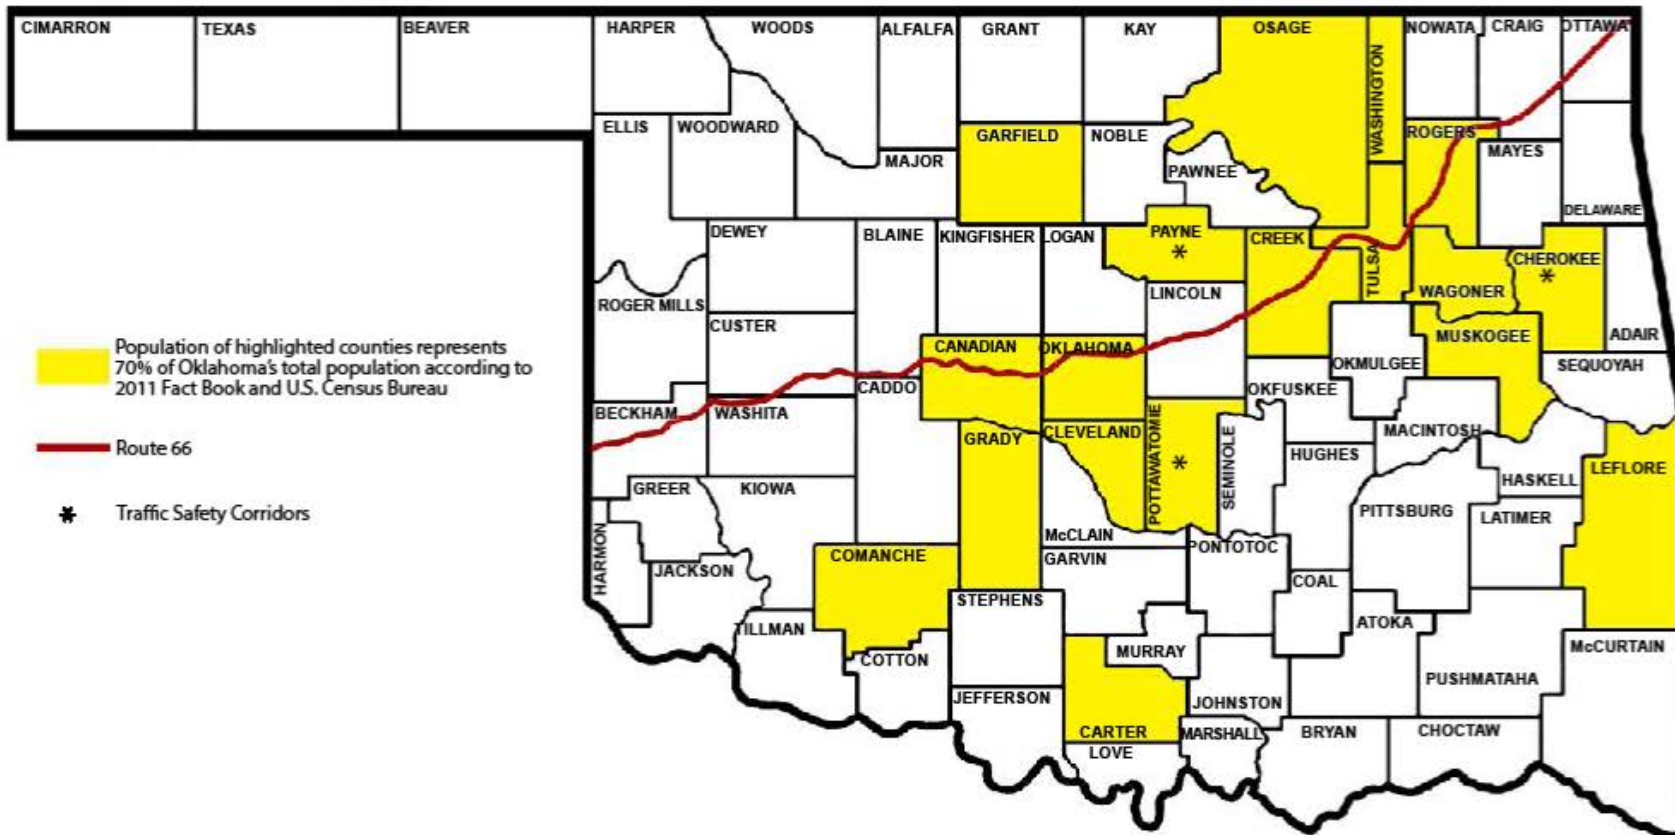 CIMARRON
TEXAS
BEAVER
HARPER
WOODS
ALFALFA
GRANT
KAY
OSAGE
WASHINGTON
NOWATA
CRAIG
OTTAWA
ELLIS
WOODWARD
MAJOR
GARFIELD
NOBLE
PAWNEE
ROGERS
MAYES
DELAWARE
DEWEY
BLAINE
KINGFISHER
LOGAN
PAYNE
*
CREEK
TULSA
WAGONER
CHEROKEE
*
ADAIR
ROGER MILLS
CUSTER
CANADIAN
OKLAHOMA
LINCOLN
OKMULGEE
MUSKOGEE
SEQUOYAH
Population of highlighted counties represents
70% of Oklahoma's total population according to
2011 Fact Book and U.S. Census Bureau
BECKHAM
WASHITA
CADDO
GRADY
CLEVELAND
POTTAWATOMIE
*
SEMINOLE
OKFUSKEE
HUGHES
MACINTOSH
HASKELL
LEFLORE
Route 66
GREER
KIOWA
McCLAIN
PITTSBURG
LATIMER
* Traffic Safety Corridors
HARMON
JACKSON
COMANCHE
GARVIN
PONTOTOC
COAL
STEPHENS
ATOKA
TILLMAN
COTTON
MURRAY
McCURTAIN
PUSHMATAHA
JEFFERSON
JOHNSTON
CARTER
LOVE
MARSHALL
BRYAN
CHOCTAW